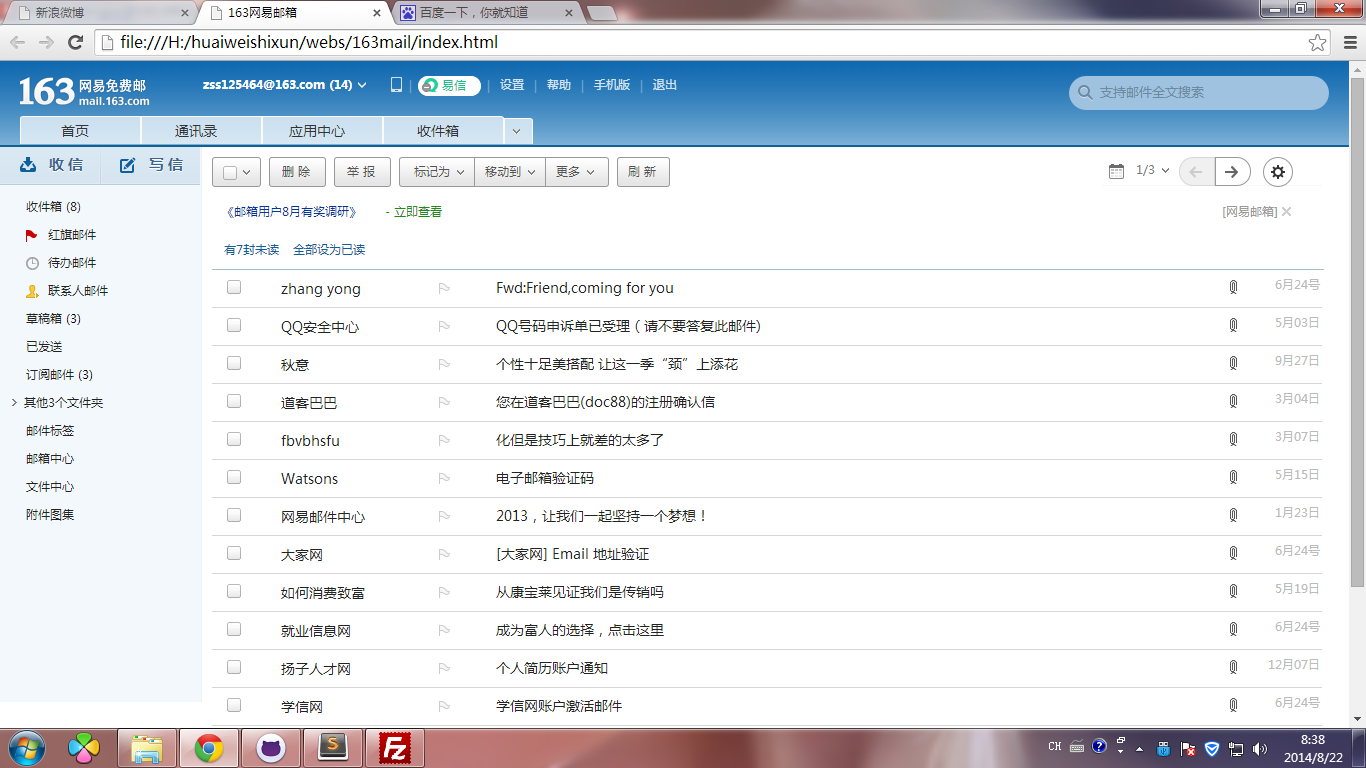 新浪微博
163网易邮箱
百度一下，你就知道
file:///H:/huaiweishixun/webs/163mail/index.html
163 网易免费邮
mail.163.com
zss125464@163.com (14)
易信
设置
帮助
手机版
退出
支持邮件全文搜索
首页
通讯录
应用中心
收件箱
收 信
写 信
删 除
举 报
标记为
移动到
更多
刷 新
1/3
收件箱 (8)
红旗邮件
待办邮件
联系人邮件
草稿箱 (3)
已发送
订阅邮件 (3)
其他3个文件夹
邮件标签
邮箱中心
文件中心
附件图集
《邮箱用户8月有奖调研》 - 立即查看 [网易邮箱]
有7封未读 全部设为已读
zhang yong Fwd:Friend,coming for you 6月24号
QQ安全中心 QQ号码申诉单已受理（请不要答复此邮件) 5月03日
秋意 个性十足美搭配 让这一季“颈”上添花 9月27日
道客巴巴 您在道客巴巴(doc88)的注册确认信 3月04日
fbvbhsfu 化但是技巧上就差的太多了 3月07日
Watsons 电子邮箱验证码 5月15日
网易邮件中心 2013，让我们一起坚持一个梦想！ 1月23日
大家网 [大家网] Email 地址验证 6月24号
如何消费致富 从康宝莱见证我们是传销吗 5月19日
就业信息网 成为富人的选择，点击这里 6月24号
扬子人才网 个人简历账户通知 12月07日
学信网 学信网账户激活邮件 6月24号
CH
8:38
2014/8/22